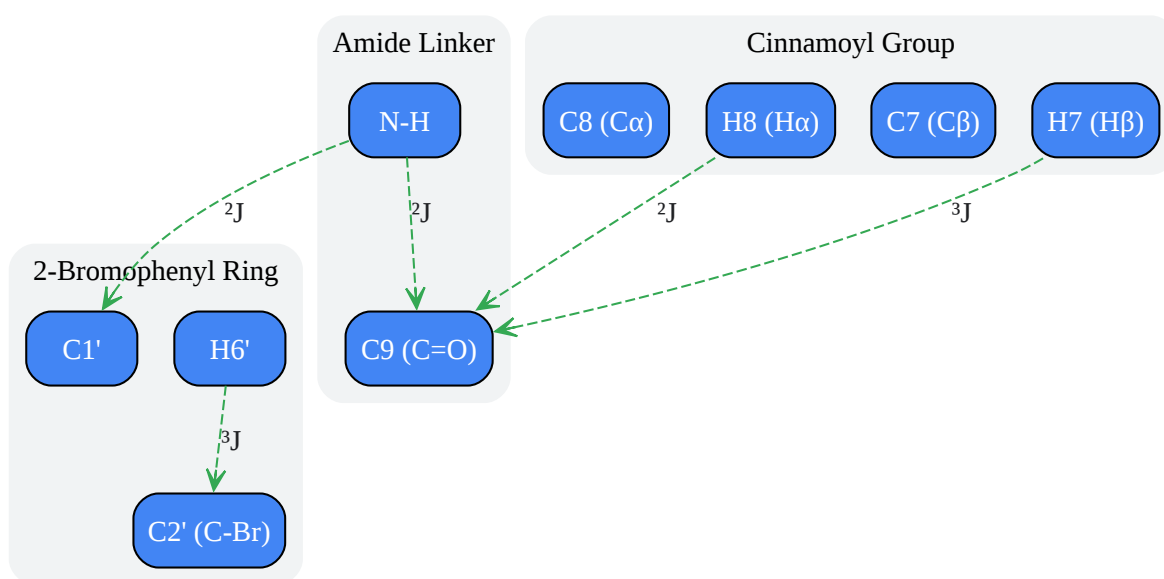 Amide Linker
Cinnamoyl Group
N-H
C8 (Cα)
H8 (Hα)
C7 (Cβ)
H7 (Hβ)
²J
²J
²J
³J
2-Bromophenyl Ring
C1'
H6'
C9 (C=O)
³J
C2' (C-Br)